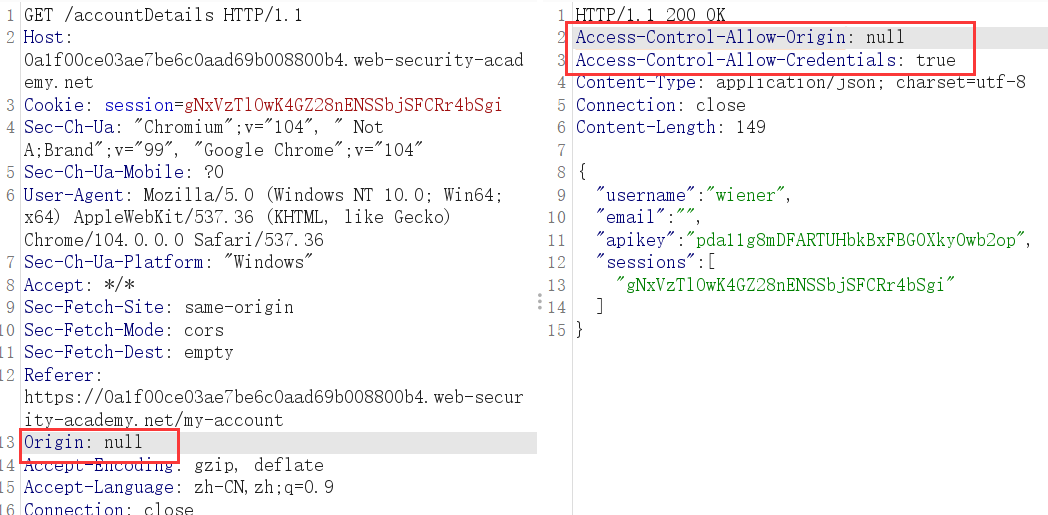 1 GET /accountDetails HTTP/1.1
2 Host:
0a1f00ce03ae7be6c0aad69b008800b4.web-security-acad
emy.net
3 Cookie: session=gNxVzTlOwK4GZ28nENSSbjSFCRr4bSgi
4 Sec-Ch-Ua: "Chromium";v="104", " Not
A;Brand";v="99", "Google Chrome";v="104"
5 Sec-Ch-Ua-Mobile: ?0
6 User-Agent: Mozilla/5.0 (Windows NT 10.0; Win64;
x64) AppleWebKit/537.36 (KHTML, like Gecko)
Chrome/104.0.0.0 Safari/537.36
7 Sec-Ch-Ua-Platform: "Windows"
8 Accept: */*
9 Sec-Fetch-Site: same-origin
10 Sec-Fetch-Mode: cors
11 Sec-Fetch-Dest: empty
12 Referer:
https://0a1f00ce03ae7be6c0aad69b008800b4.web-secur
ity-academy.net/my-account
13 Origin: null
14 Accept-Encoding: gzip, deflate
15 Accept-Language: zh-CN,zh;q=0.9
16 Connection: close
1 HTTP/1.1 200 OK
2 Access-Control-Allow-Origin: null
3 Access-Control-Allow-Credentials: true
4 Content-Type: application/json; charset=utf-8
5 Connection: close
6 Content-Length: 149
7
8 {
9 "username":"wiener",
10 "email":"",
11 "apikey":"pda11g8mDFARTUHbkBxFBGOXkyOwb2op",
12 "sessions":[
13 "gNxVzTlOwK4GZ28nENSSbjSFCRr4bSgi"
14 ]
15 }